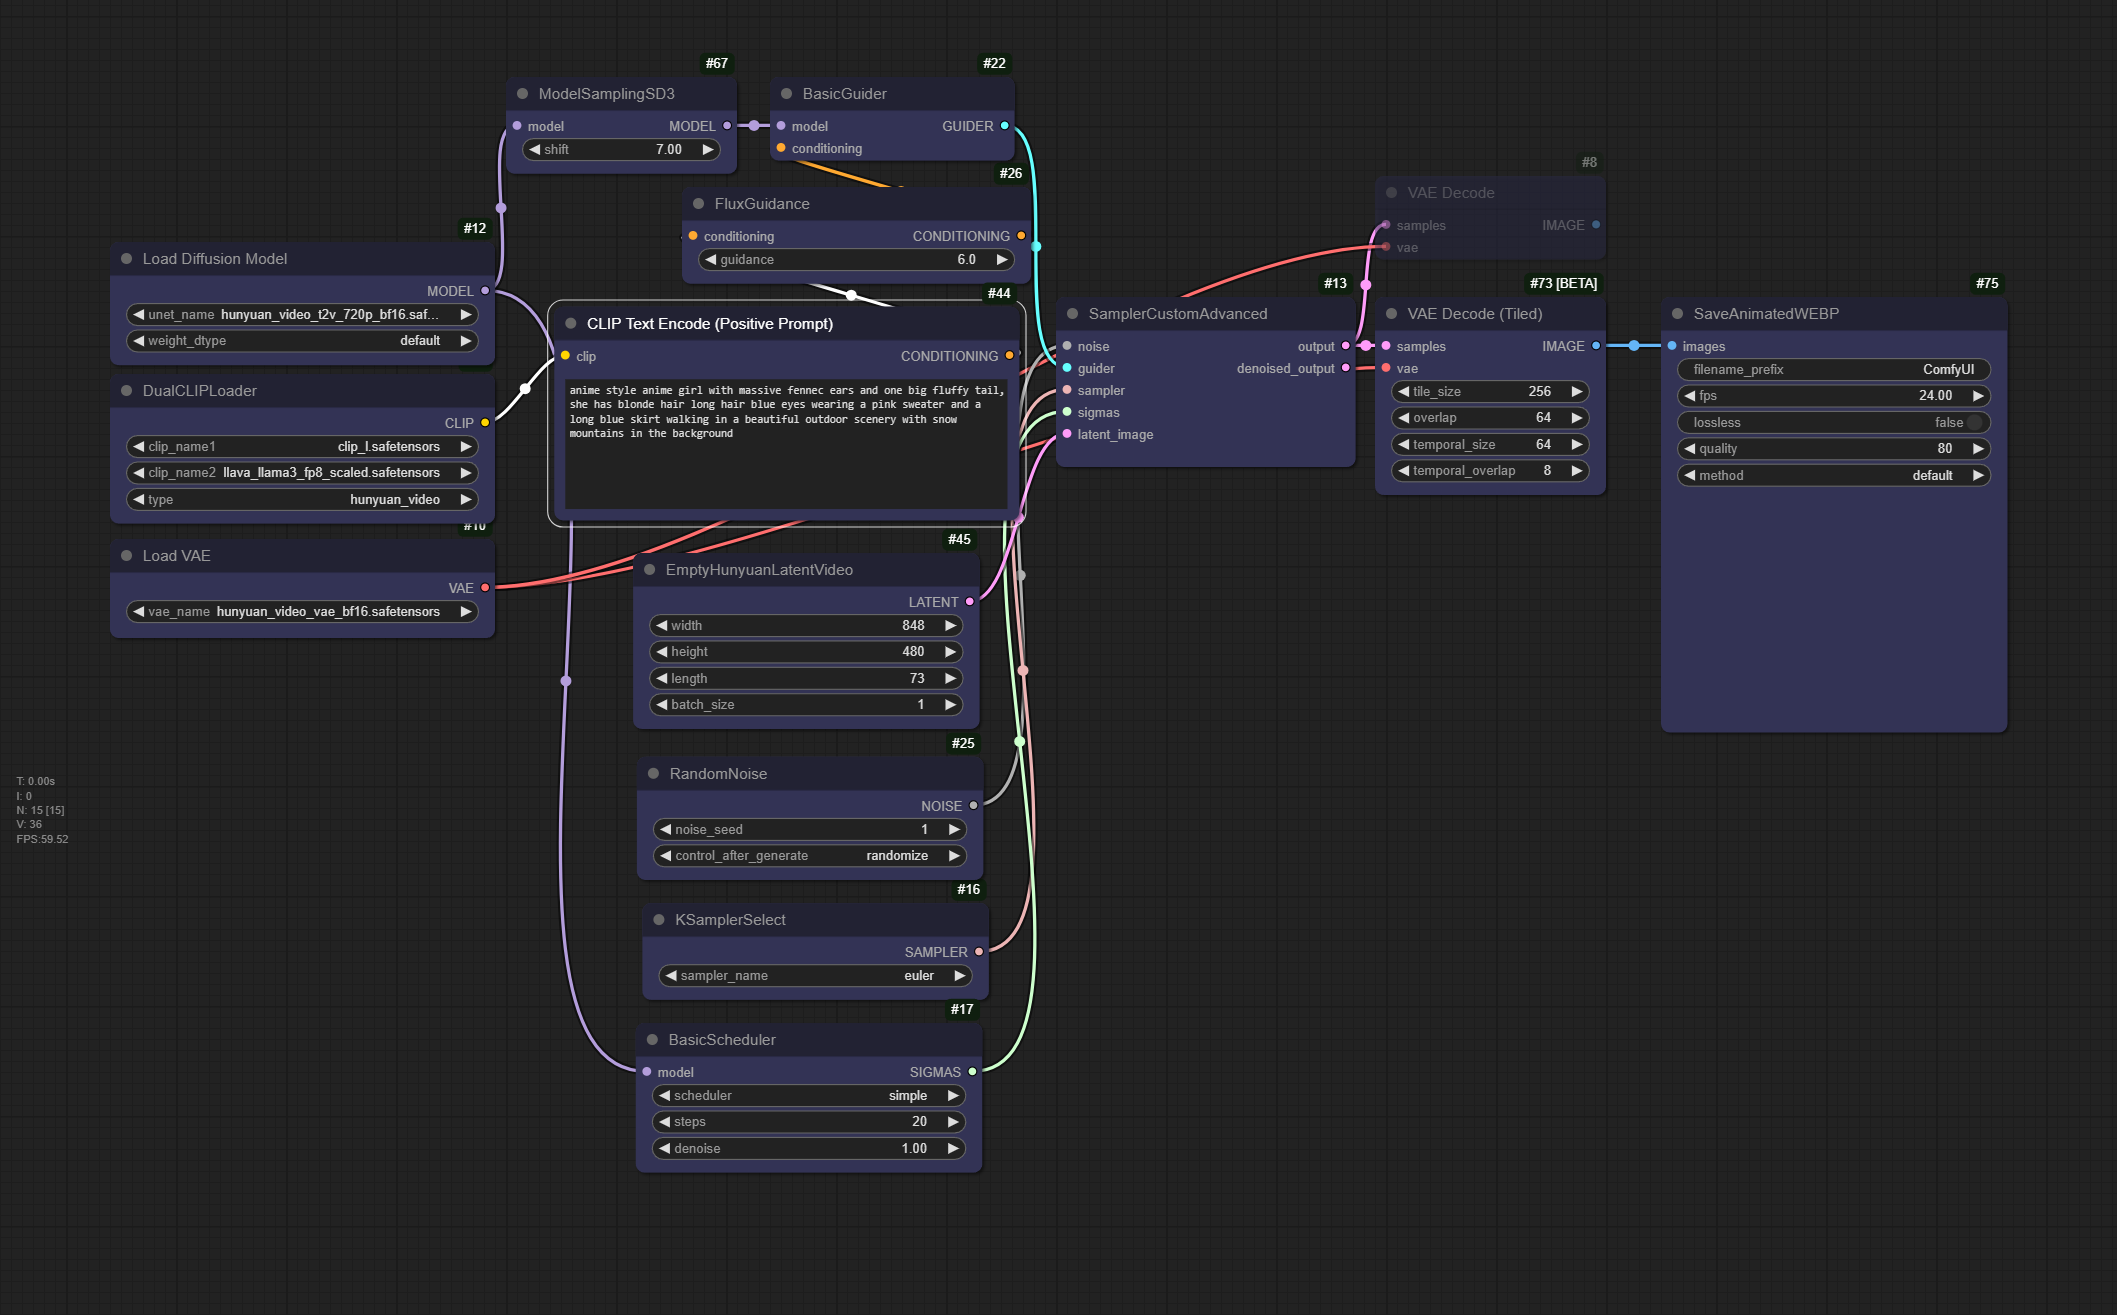 #67
ModelSamplingSD3
model MODEL
shift 7.00
#22
BasicGuider
model GUIDER
conditioning
#26
FluxGuidance
conditioning CONDITIONING
guidance 6.0
#12
Load Diffusion Model
MODEL
unet_name hunyuan_video_t2v_720p_bf16.saf...
weight_dtype default
DualCLIPLoader
CLIP
clip_name1 clip_l.safetensors
clip_name2 llava_llama3_fp8_scaled.safetensors
type hunyuan_video
#10
Load VAE
VAE
vae_name hunyuan_video_vae_bf16.safetensors
#44
CLIP Text Encode (Positive Prompt)
clip CONDITIONING
anime style anime girl with massive fennec ears and one big fluffy tail,
she has blonde hair long hair blue eyes wearing a pink sweater and a
long blue skirt walking in a beautiful outdoor scenery with snow
mountains in the background
#45
EmptyHunyuanLatentVideo
LATENT
width 848
height 480
length 73
batch_size 1
#25
RandomNoise
NOISE
noise_seed 1
control_after_generate randomize
#16
KSamplerSelect
SAMPLER
sampler_name euler
#17
BasicScheduler
model SIGMAS
scheduler simple
steps 20
denoise 1.00
#13
SamplerCustomAdvanced
noise output
guider denoised_output
sampler
sigmas
latent_image
#8
VAE Decode
samples IMAGE
vae
#73 [BETA]
VAE Decode (Tiled)
samples IMAGE
vae
tile_size 256
overlap 64
temporal_size 64
temporal_overlap 8
#75
SaveAnimatedWEBP
images
filename_prefix ComfyUI
fps 24.00
lossless false
quality 80
method default
T: 0.00s
I: 0
N: 15 [15]
V: 36
FPS:59.52